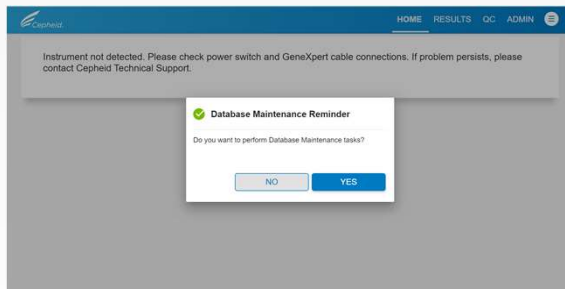 Cepheid.
HOME RESULTS QC ADMIN
Instrument not detected. Please check power switch and GeneXpert cable connections. If problem persists, please
contact Cepheid Technical Support.
Database Maintenance Reminder
Do you want to perform Database Maintenance tasks?
NO YES